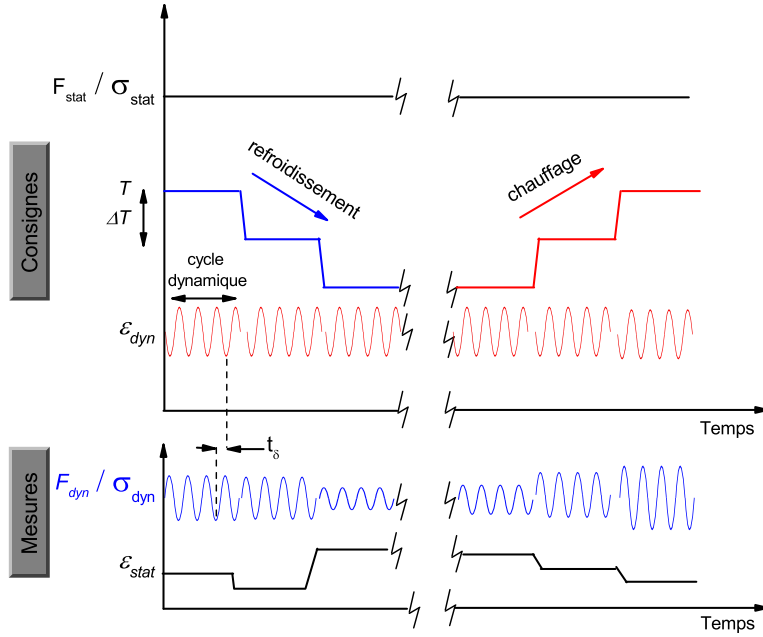 F_stat / σ_stat
Consignes
refroidissement
chauffage
T
ΔT
cycle
dynamique
ε_dyn
Temps
Mesures
t_δ
F_dyn / σ_dyn
ε_stat
Temps